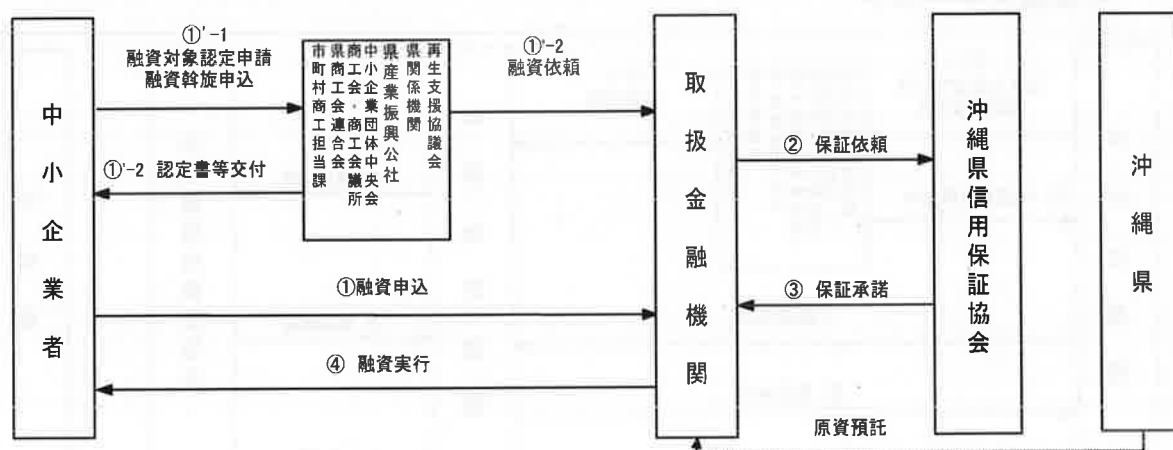 中小企業者
①'-1
融資対象認定申請
融資斡旋申込
①'-2 認定書等交付
市町村商工担当課
県商工会連合会
商工会・商工会議所
中小企業団体中央会
県産業振興公社
県関係機関
再生支援協議会
①'-2
融資依頼
①融資申込
④ 融資実行
取扱金融機関
② 保証依頼
③ 保証承諾
原資預託
沖縄県信用保証協会
沖縄県